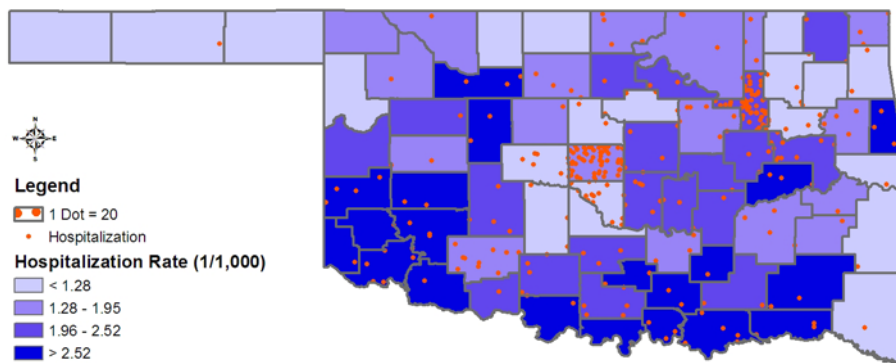 N
W E
S
Legend
1 Dot = 20
Hospitalization
Hospitalization Rate (1/1,000)
< 1.28
1.28 - 1.95
1.96 - 2.52
> 2.52